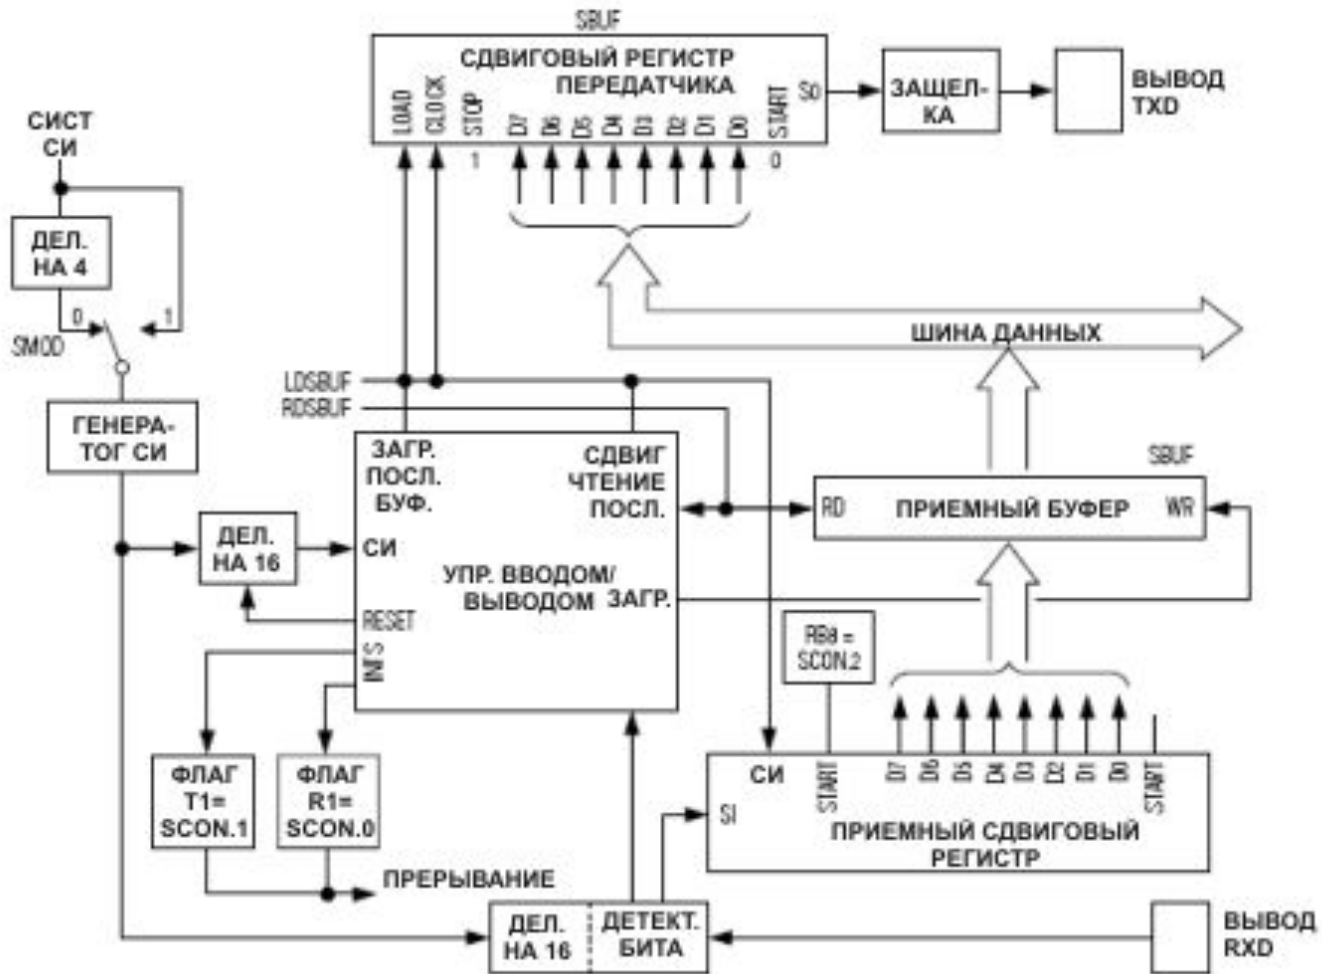 SBUF
СДВИГОВЫЙ РЕГИСТР
ПЕРЕДАТЧИКА
LOAD
CLOCK
STOP
D7
D6
D5
D4
D3
D2
D1
D0
START
SO
1
0
ЗАЩЕЛ-
КА
ВЫВОД
TXD
СИСТ
СИ
ДЕЛ.
НА 4
0
1
SMOD
ГЕНЕРА-
ТОГ СИ
ШИНА ДАННЫХ
LDSBUF
RDSBUF
ЗАГР.
ПОСЛ.
БУФ.
СДВИГ
ЧТЕНИЕ
ПОСЛ.
SBUF
RD
ПРИЕМНЫЙ БУФЕР
WR
ДЕЛ.
НА 16
СИ
УПР. ВВОДОМ/
ВЫВОДОМ
ЗАГР.
RESET
INTS
RB8 =
SCON.2
ФЛАГ
T1=
SCON.1
ФЛАГ
R1=
SCON.0
СИ
START
D7
D6
D5
D4
D3
D2
D1
D0
START
SI
ПРИЕМНЫЙ СДВИГОВЫЙ
РЕГИСТР
ПРЕРЫВАНИЕ
ДЕЛ.
НА 16
ДЕТЕКТ.
БИТА
ВЫВОД
RXD